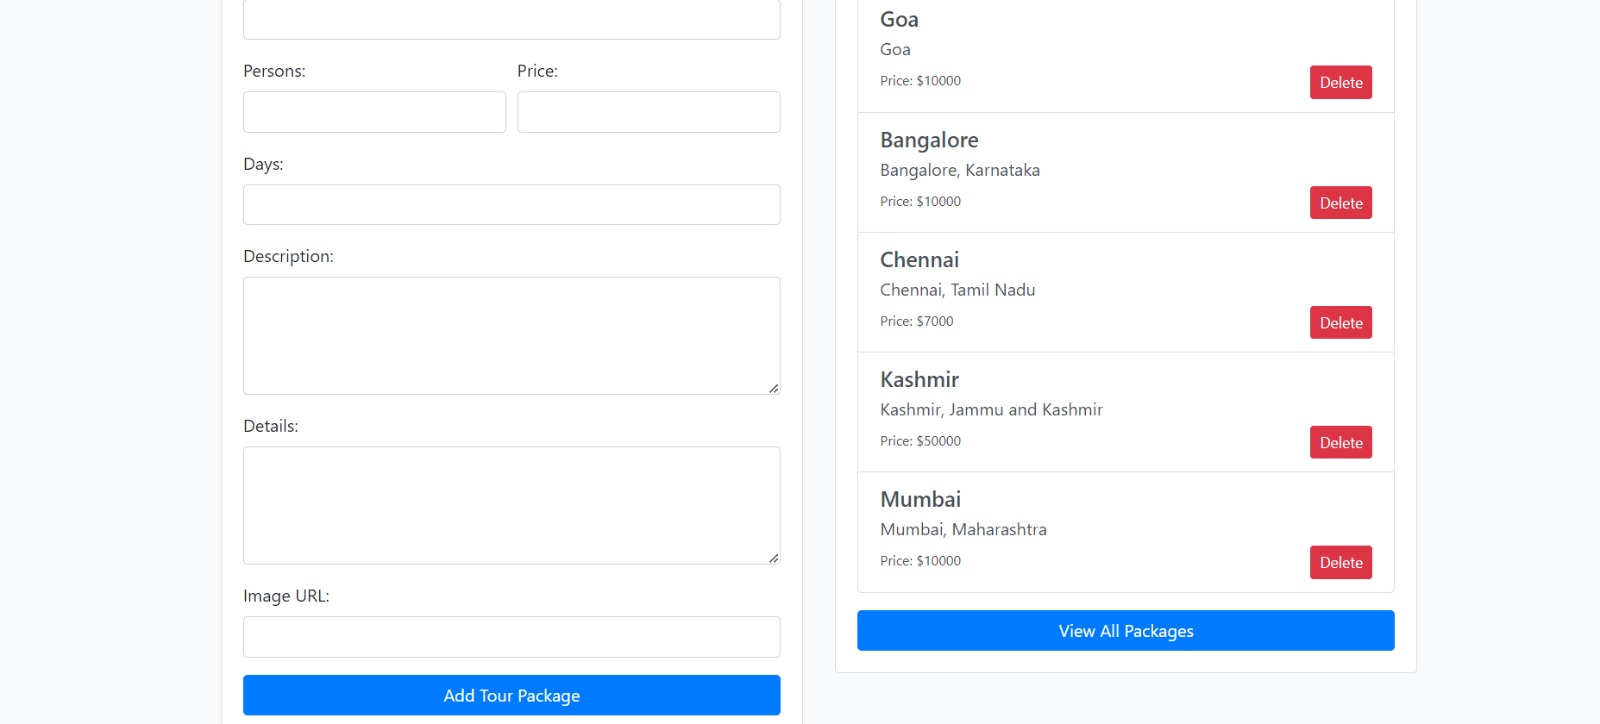 Persons:
Price:
Days:
Description:
Details:
Image URL:
Add Tour Package
Goa
Goa
Price: $10000
Delete
Bangalore
Bangalore, Karnataka
Price: $10000
Delete
Chennai
Chennai, Tamil Nadu
Price: $7000
Delete
Kashmir
Kashmir, Jammu and Kashmir
Price: $50000
Delete
Mumbai
Mumbai, Maharashtra
Price: $10000
Delete
View All Packages